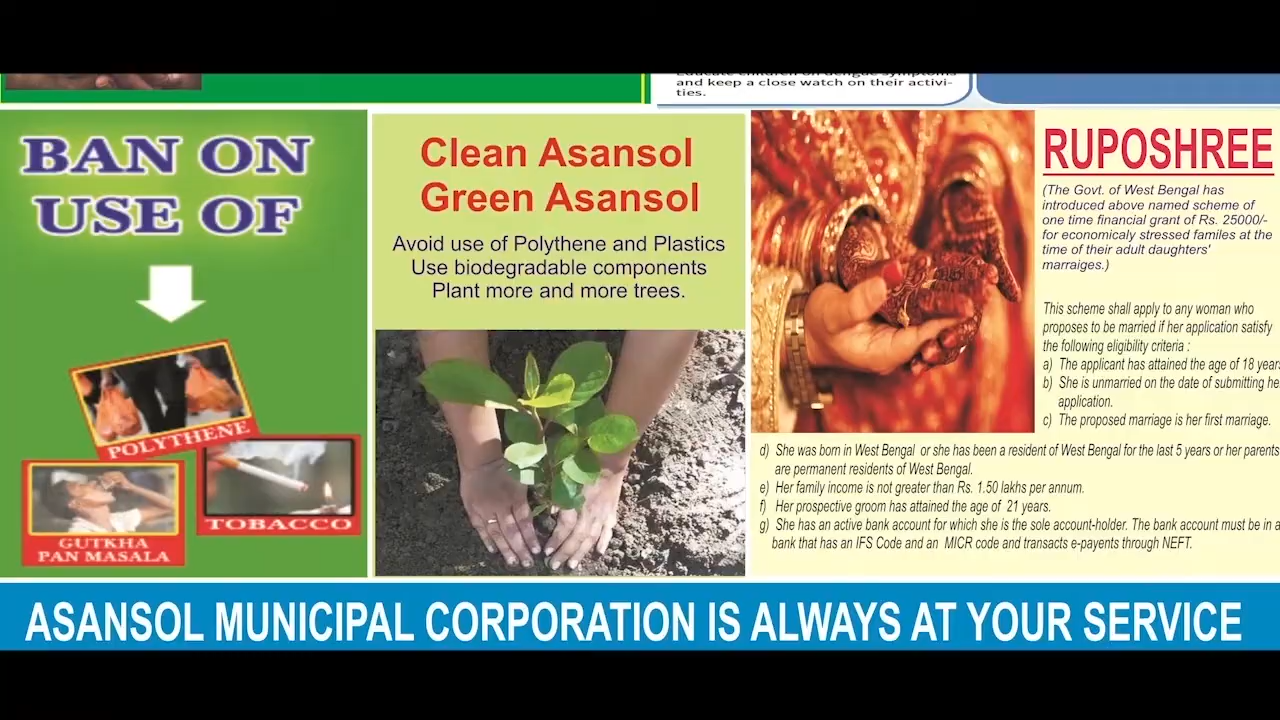 and keep a close watch on their activi-
ties.
BAN ON
USE OF
POLYTHENE
TOBACCO
GUTKHA
PAN MASALA
Clean Asansol
Green Asansol
Avoid use of Polythene and Plastics
Use biodegradable components
Plant more and more trees.
RUPOSHREE
(The Govt. of West Bengal has
introduced above named scheme of
one time financial grant of Rs. 25000/-
for economicaly stressed familes at the
time of their adult daughters'
marraiges.)
This scheme shall apply to any woman who
proposes to be married if her application satisfy
the following eligibility criteria :
a) The applicant has attained the age of 18 years
b) She is unmarried on the date of submitting he
application.
c) The proposed marriage is her first marriage.
d) She was born in West Bengal or she has been a resident of West Bengal for the last 5 years or her parents
are permanent residents of West Bengal.
e) Her family income is not greater than Rs. 1.50 lakhs per annum.
f) Her prospective groom has attained the age of 21 years.
g) She has an active bank account for which she is the sole account-holder. The bank account must be in a
bank that has an IFS Code and an MICR code and transacts e-payents through NEFT.
ASANSOL MUNICIPAL CORPORATION IS ALWAYS AT YOUR SERVICE